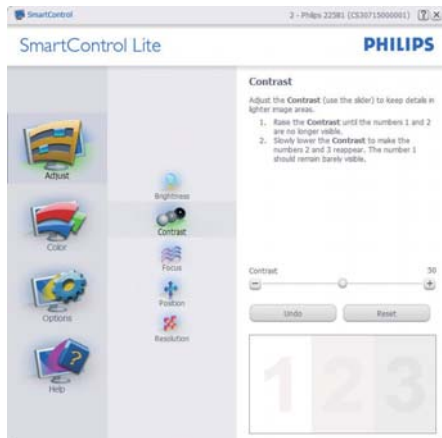 SmartControl
2 - Philips 225B1 (CS30715000001)
SmartControl Lite
PHILIPS
Adjust
Color
Options
Help
Brightness
Contrast
Focus
Position
Resolution
Contrast
Adjust the Contrast (use the slider) to keep details in
lighter image areas.
1. Raise the Contrast until the numbers 1 and 2
are no longer visible.
2. Slowly lower the Contrast to make the
numbers 2 and 3 reappear. The number 1
should remain barely visible.
Contrast
50
Undo
Reset
1 2 3